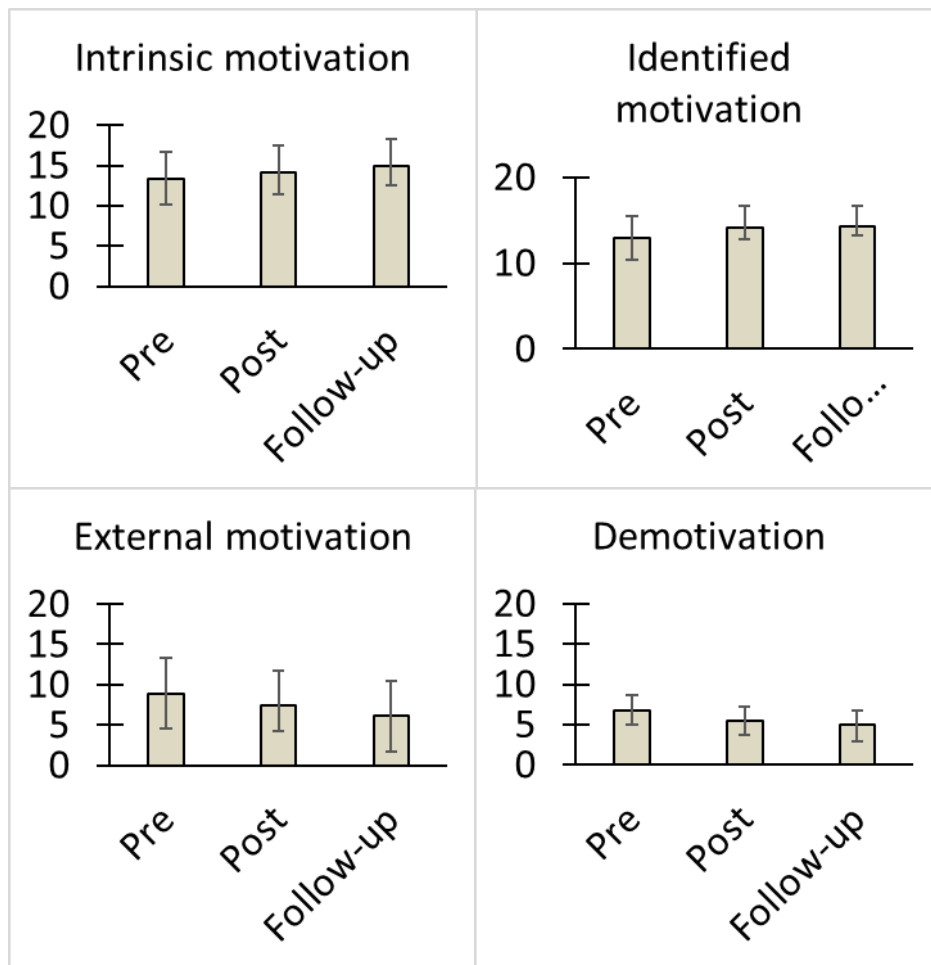 Intrinsic motivation
20
15
10
5
0
Pre
Post
Follow-up
Identified
motivation
20
10
0
Pre
Post
Follo...
External motivation
20
15
10
5
0
Pre
Post
Follow-up
Demotivation
20
15
10
5
0
Pre
Post
Follow-up